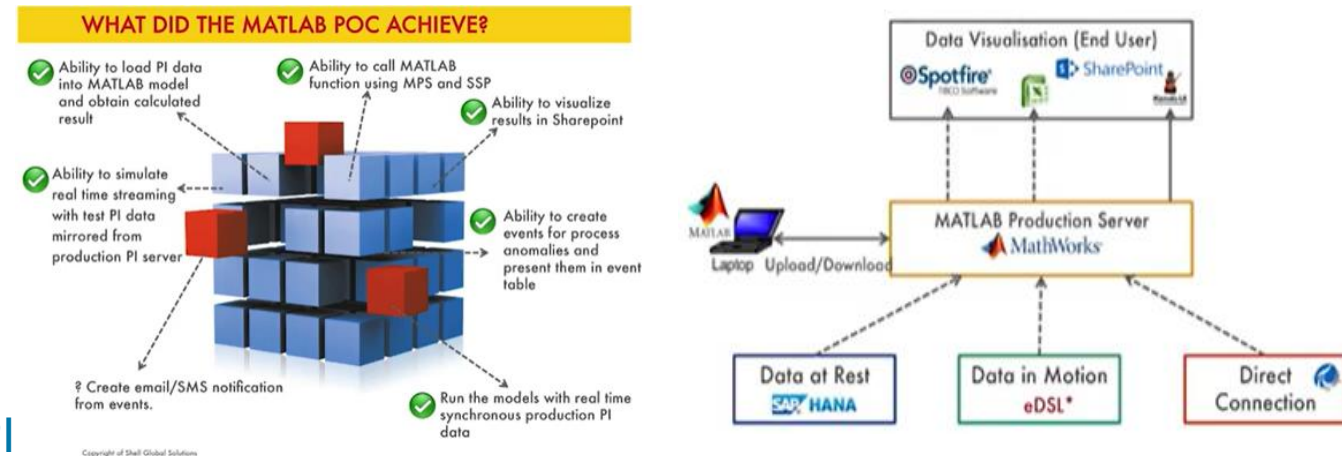 WHAT DID THE MATLAB POC ACHIEVE?
Ability to load PI data
into MATLAB model
and obtain calculated
result
Ability to call MATLAB
function using MPS and SSP
Ability to visualize
results in Sharepoint
Ability to simulate
real time streaming
with test PI data
mirrored from
production PI server
Ability to create
events for process
anomalies and
present them in event
table
? Create email/SMS notification
from events.
Run the models with real time
synchronous production PI
data
Copyright of Shell Global Solutions
Data Visualisation (End User)
Spotfire
TIBCO Software
SharePoint
MATLAB Production Server
MathWorks
MATLAB
Laptop Upload/Download
Data at Rest
SAP HANA
Data in Motion
eDSL*
Direct
Connection